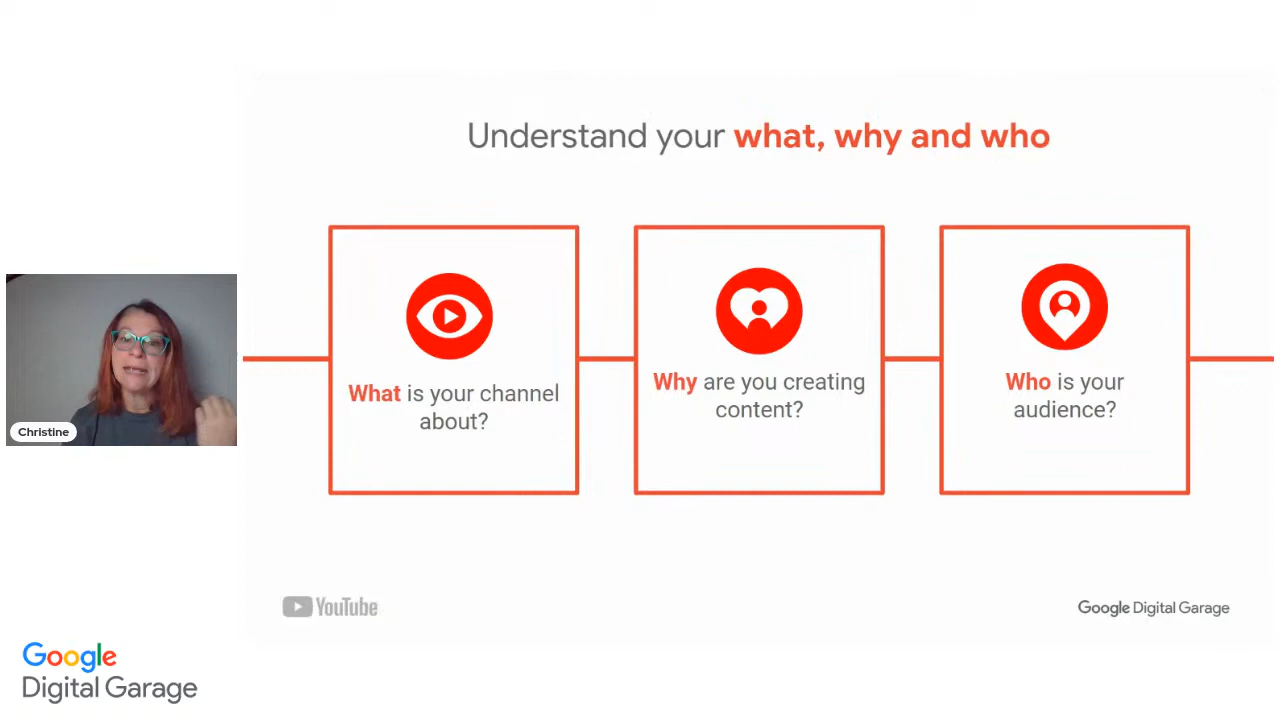 Understand your what, why and who
What is your channel
about?
Why are you creating
content?
Who is your
audience?
Christine
YouTube
Google Digital Garage
Google
Digital Garage